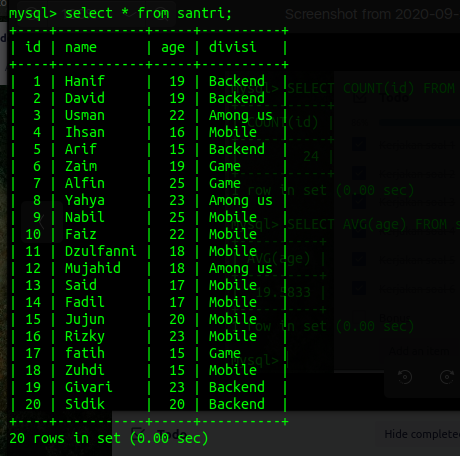 mysql> select * from santri;
+----+-----------+-----+----------+
| id | name      | age | divisi   |
+----+-----------+-----+----------+
|  1 | Hanif     |  19 | Backend  |
|  2 | David     |  19 | Backend  |
|  3 | Usman     |  22 | Among us |
|  4 | Ihsan     |  16 | Mobile   |
|  5 | Arif      |  15 | Backend  |
|  6 | Zaim      |  19 | Game     |
|  7 | Alfin     |  25 | Game     |
|  8 | Yahya     |  23 | Among us |
|  9 | Nabil     |  25 | Mobile   |
| 10 | Faiz      |  22 | Mobile   |
| 11 | Dzulfanni |  18 | Mobile   |
| 12 | Mujahid   |  18 | Among us |
| 13 | Said      |  17 | Mobile   |
| 14 | Fadil     |  17 | Mobile   |
| 15 | Jujun     |  20 | Mobile   |
| 16 | Rizky     |  23 | Mobile   |
| 17 | fatih     |  15 | Game     |
| 18 | Zuhdi     |  15 | Mobile   |
| 19 | Givari    |  23 | Backend  |
| 20 | Sidik     |  20 | Backend  |
+----+-----------+-----+----------+
20 rows in set (0.00 sec)
Screenshot from 2020-09-
SELECT COUNT(id) FROM
COUNT(id) |
24 |
row in set (0.00 sec)
SELECT AVG(age) FROM
AVG(age) |
row in set (0.00 sec)
mysql>
Hide complete